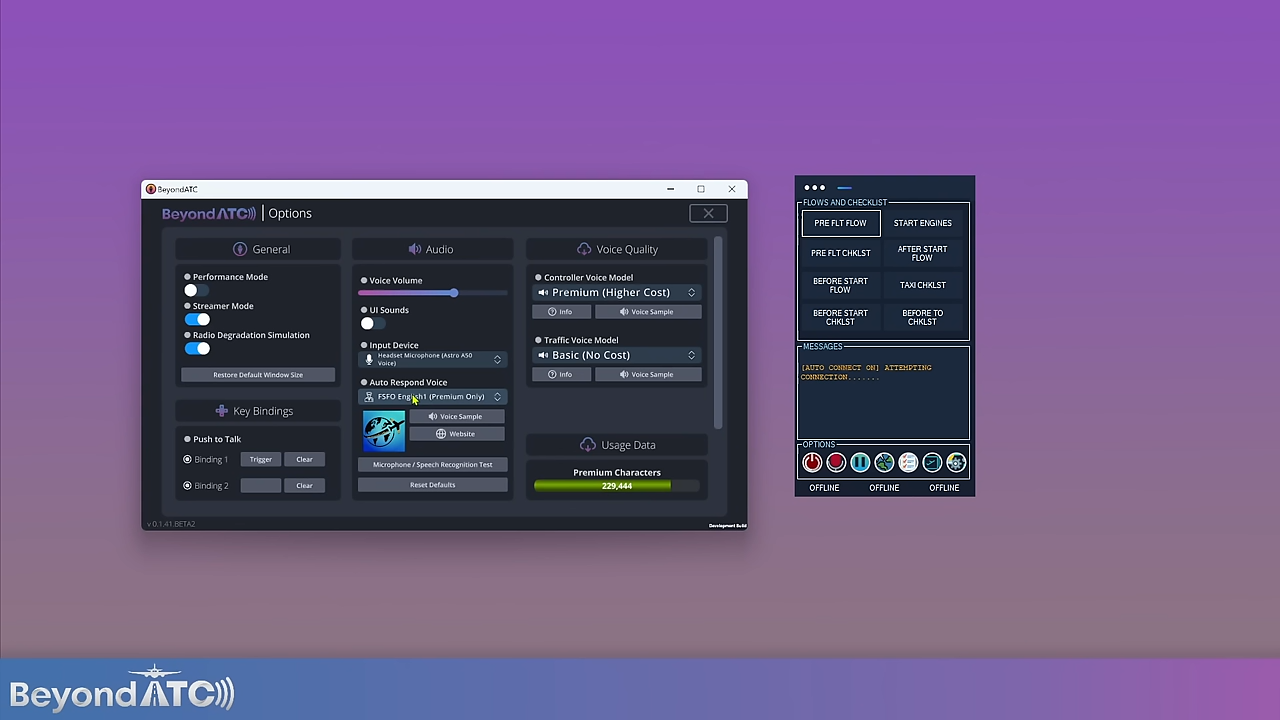 BeyondATC
BeyondATC | Options
General
Performance Mode
Streamer Mode
Radio Degradation Simulation
Restore Default Window Size
Key Bindings
Push to Talk
Binding 1
Trigger
Clear
Binding 2
Clear
Audio
Voice Volume
UI Sounds
Input Device
Headset Microphone (Astro A50
Voice)
Auto Respond Voice
FSFO English1 (Premium Only)
Voice Sample
Website
Microphone / Speech Recognition Test
Reset Defaults
Voice Quality
Controller Voice Model
Premium (Higher Cost)
Info
Voice Sample
Traffic Voice Model
Basic (No Cost)
Info
Voice Sample
Usage Data
Premium Characters
229,444
v 0.1.41.BETA2
Development Build
FLOWS AND CHECKLIST
PRE FLT FLOW
START ENGINES
PRE FLT CHKLST
AFTER START
FLOW
BEFORE START
FLOW
TAXI CHKLST
BEFORE START
CHKLST
BEFORE TO
CHKLST
MESSAGES
[AUTO CONNECT ON] ATTEMPTING
CONNECTION.......
OPTIONS
OFFLINE
OFFLINE
OFFLINE
BeyondATC